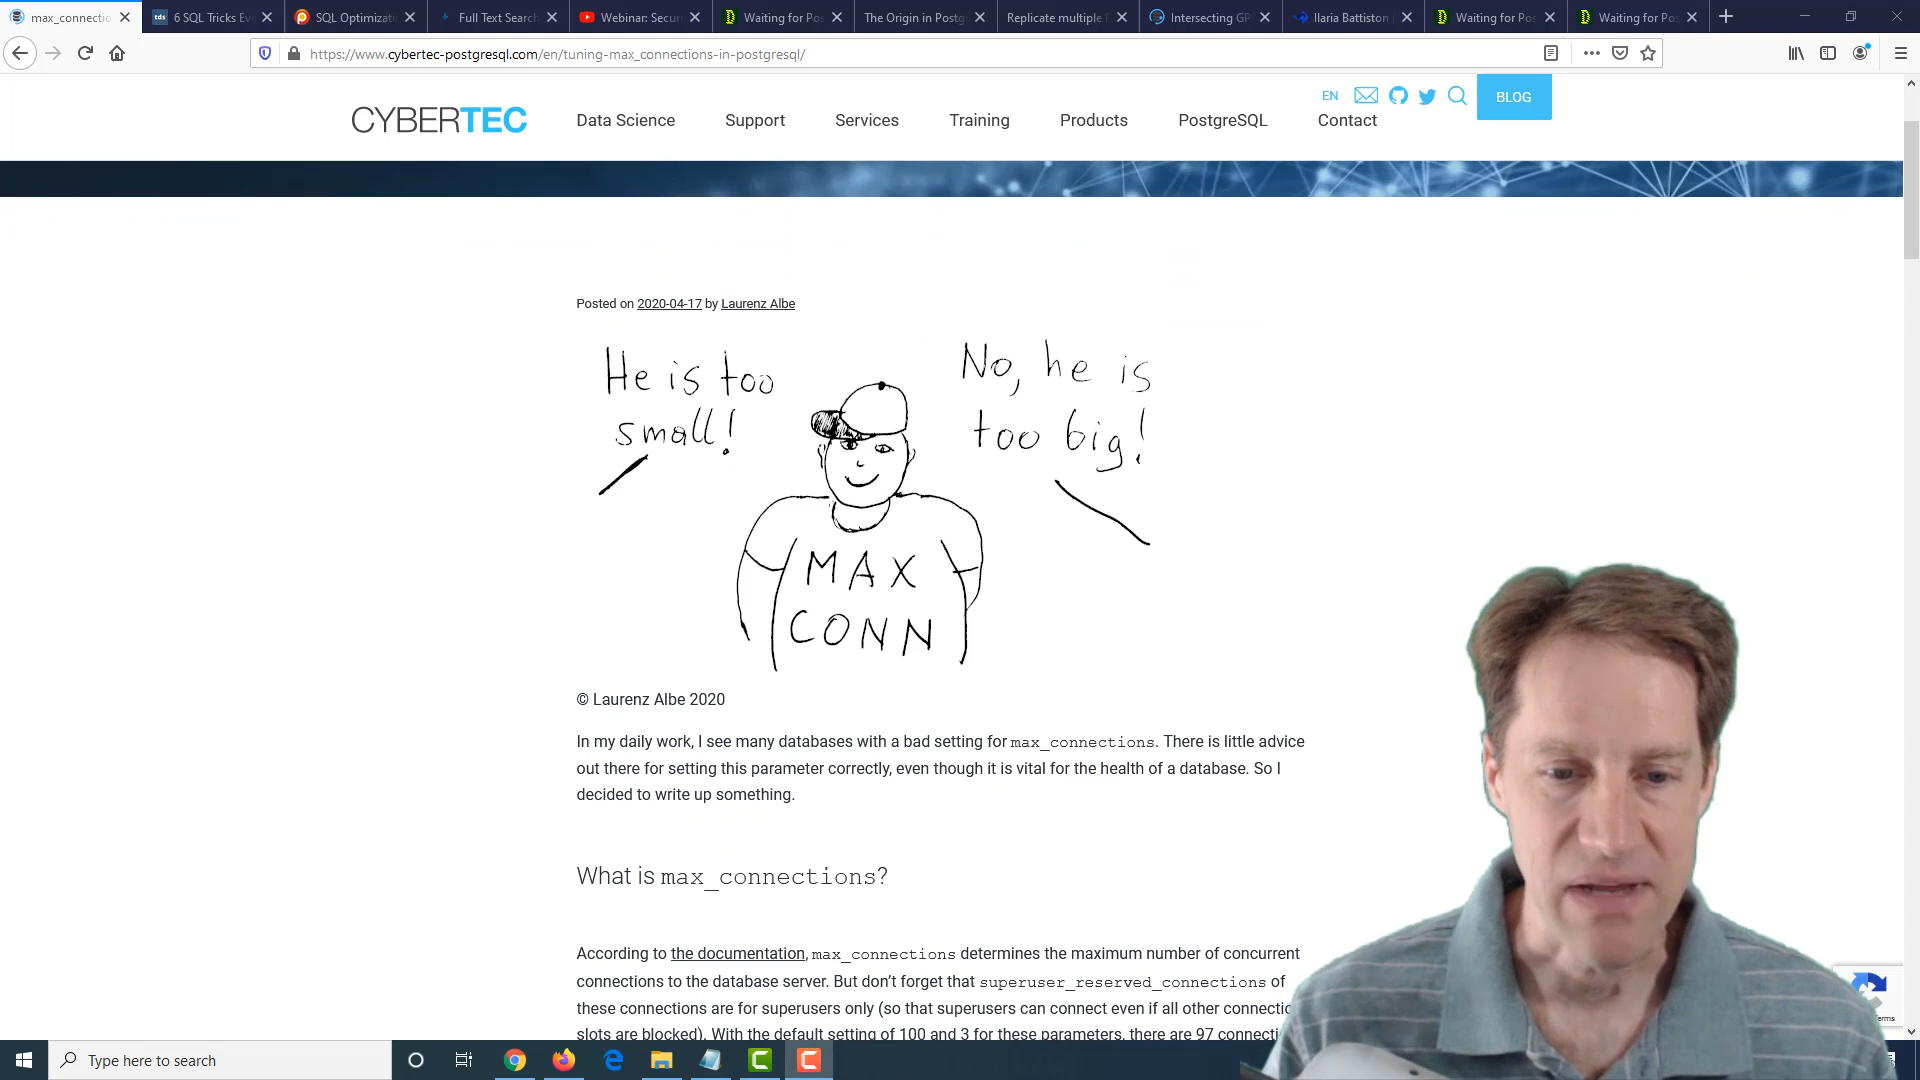 max_connectio
6 SQL Tricks Ev
SQL Optimizati
Full Text Search
Webinar: Secur
Waiting for Pos
The Origin in Postg
Replicate multiple
Intersecting GP
Ilaria Battiston
Waiting for Pos
Waiting for Pos
https://www.cybertec-postgresql.com/en/tuning-max_connections-in-postgresql/
EN
BLOG
CYBERTEC
Data Science
Support
Services
Training
Products
PostgreSQL
Contact
Posted on 2020-04-17 by Laurenz Albe
He is too
small!
No, he is
too big!
MAX
CONN
© Laurenz Albe 2020
In my daily work, I see many databases with a bad setting for max_connections. There is little advice
out there for setting this parameter correctly, even though it is vital for the health of a database. So I
decided to write up something.
What is max_connections?
According to the documentation, max_connections determines the maximum number of concurrent
connections to the database server. But don't forget that superuser_reserved_connections of
these connections are for superusers only (so that superusers can connect even if all other connectio
slots are blocked). With the default setting of 100 and 3 for these parameters, there are 97 connecti
Type here to search